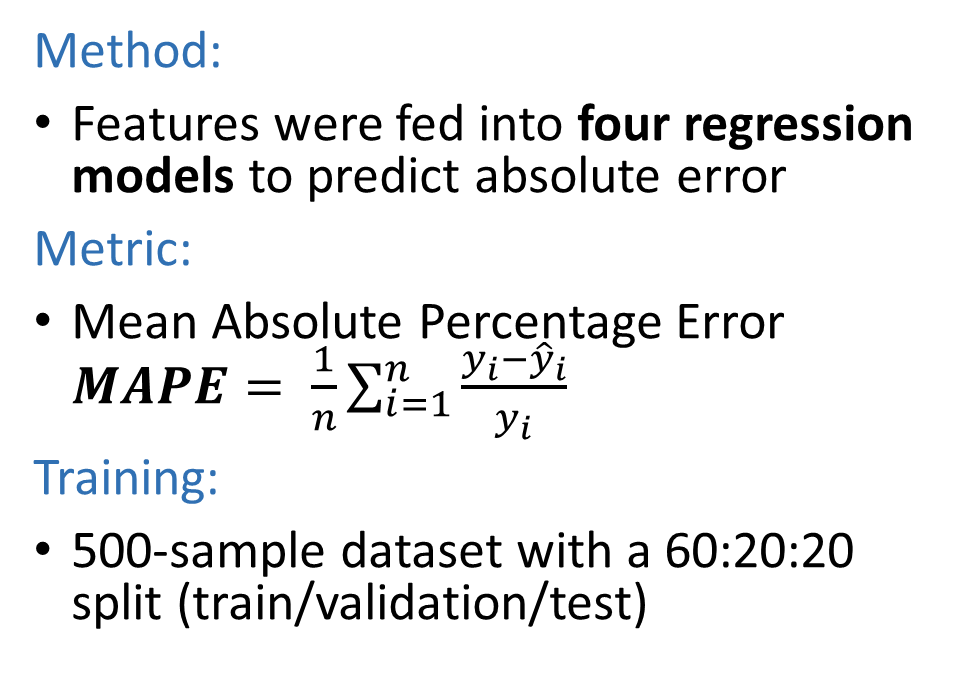 Method:
• Features were fed into four regression
models to predict absolute error
Metric:
• Mean Absolute Percentage Error
MAPE = \frac{1}{n} \sum_{i=1}^{n} \frac{y_i - \hat{y}_i}{y_i}
Training:
• 500-sample dataset with a 60:20:20
split (train/validation/test)